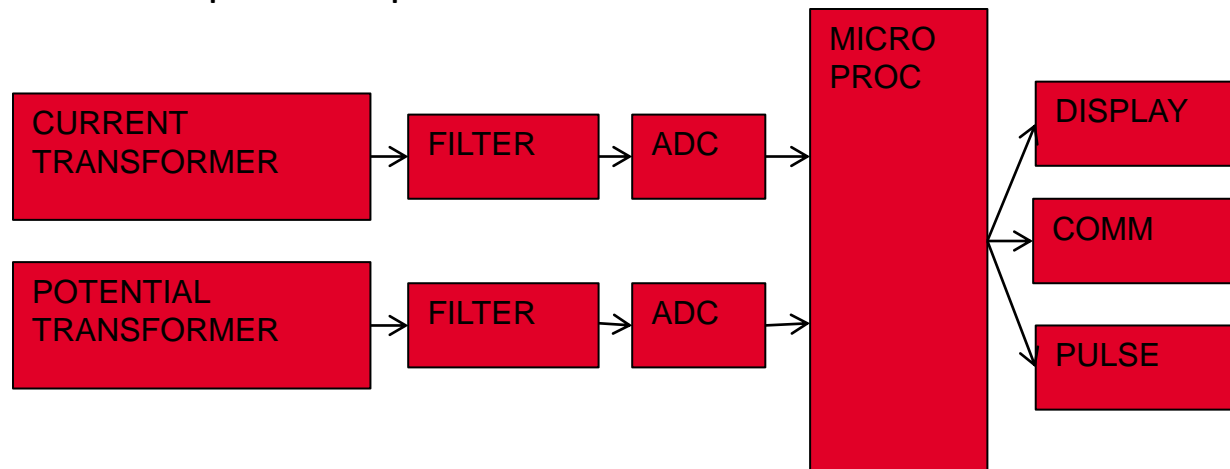 CURRENT
TRANSFORMER
FILTER
ADC
MICRO
PROC
DISPLAY
COMM
POTENTIAL
TRANSFORMER
FILTER
ADC
PULSE